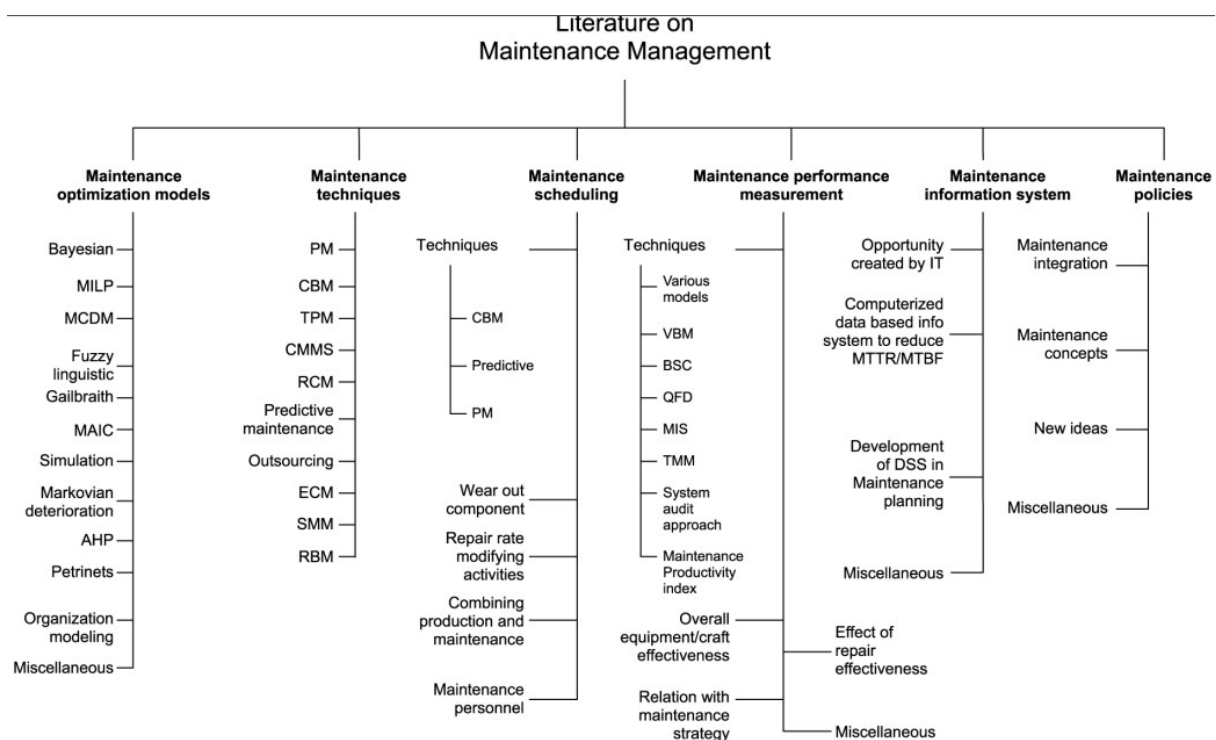 Literature on
Maintenance Management
Maintenance
optimization models
Bayesian
MILP
MCDM
Fuzzy
linguistic
Gailbraith
MAIC
Simulation
Markovian
deterioration
AHP
Petrinets
Organization
modeling
Miscellaneous
Maintenance
techniques
PM
CBM
TPM
CMMS
RCM
Predictive
maintenance
Outsourcing
ECM
SMM
RBM
Maintenance
scheduling
Techniques
CBM
Predictive
PM
Wear out
component
Repair rate
modifying
activities
Combining
production and
maintenance
Maintenance
personnel
Maintenance performance
measurement
Techniques
Various
models
VBM
BSC
QFD
MIS
TMM
System
audit
approach
Maintenance
Productivity
index
Overall
equipment/craft
effectiveness
Effect of
repair
effectiveness
Relation with
maintenance
strategy
Miscellaneous
Maintenance
information system
Opportunity
created by IT
Computerized
data based info
system to reduce
MTTR/MTBF
Development
of DSS in
Maintenance
planning
Miscellaneous
Maintenance
policies
Maintenance
integration
Maintenance
concepts
New ideas
Miscellaneous